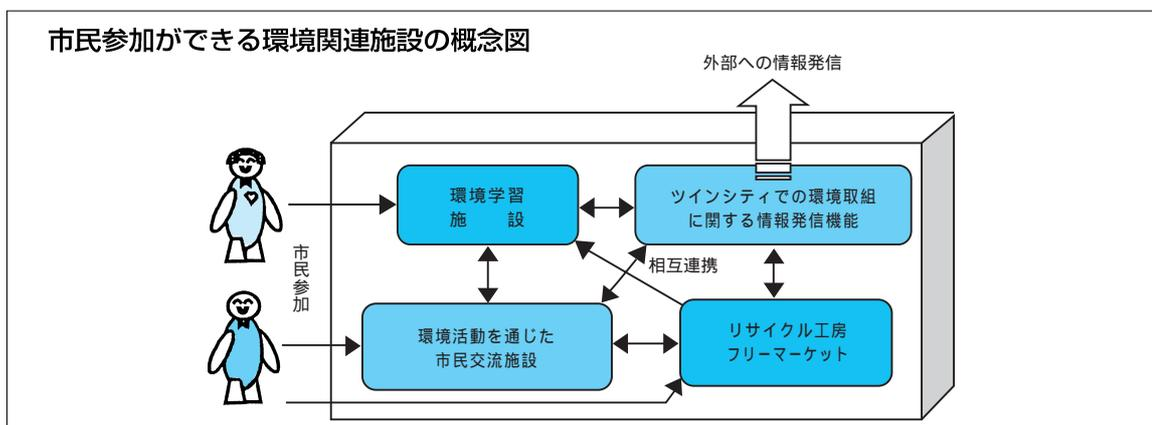 市民参加ができる環境関連施設の概念図
外部への情報発信
環境学習
施　　設
ツインシティでの環境取組
に関する情報発信機能
市民参加
相互連携
環境活動を通じた
市民交流施設
リサイクル工房
フリーマーケット